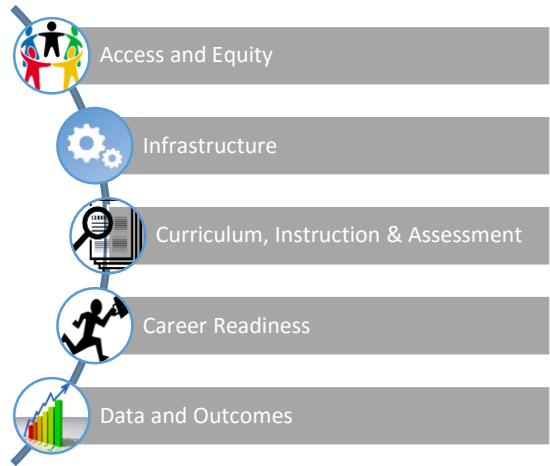 Access and Equity
Infrastructure
Curriculum, Instruction & Assessment
Career Readiness
Data and Outcomes